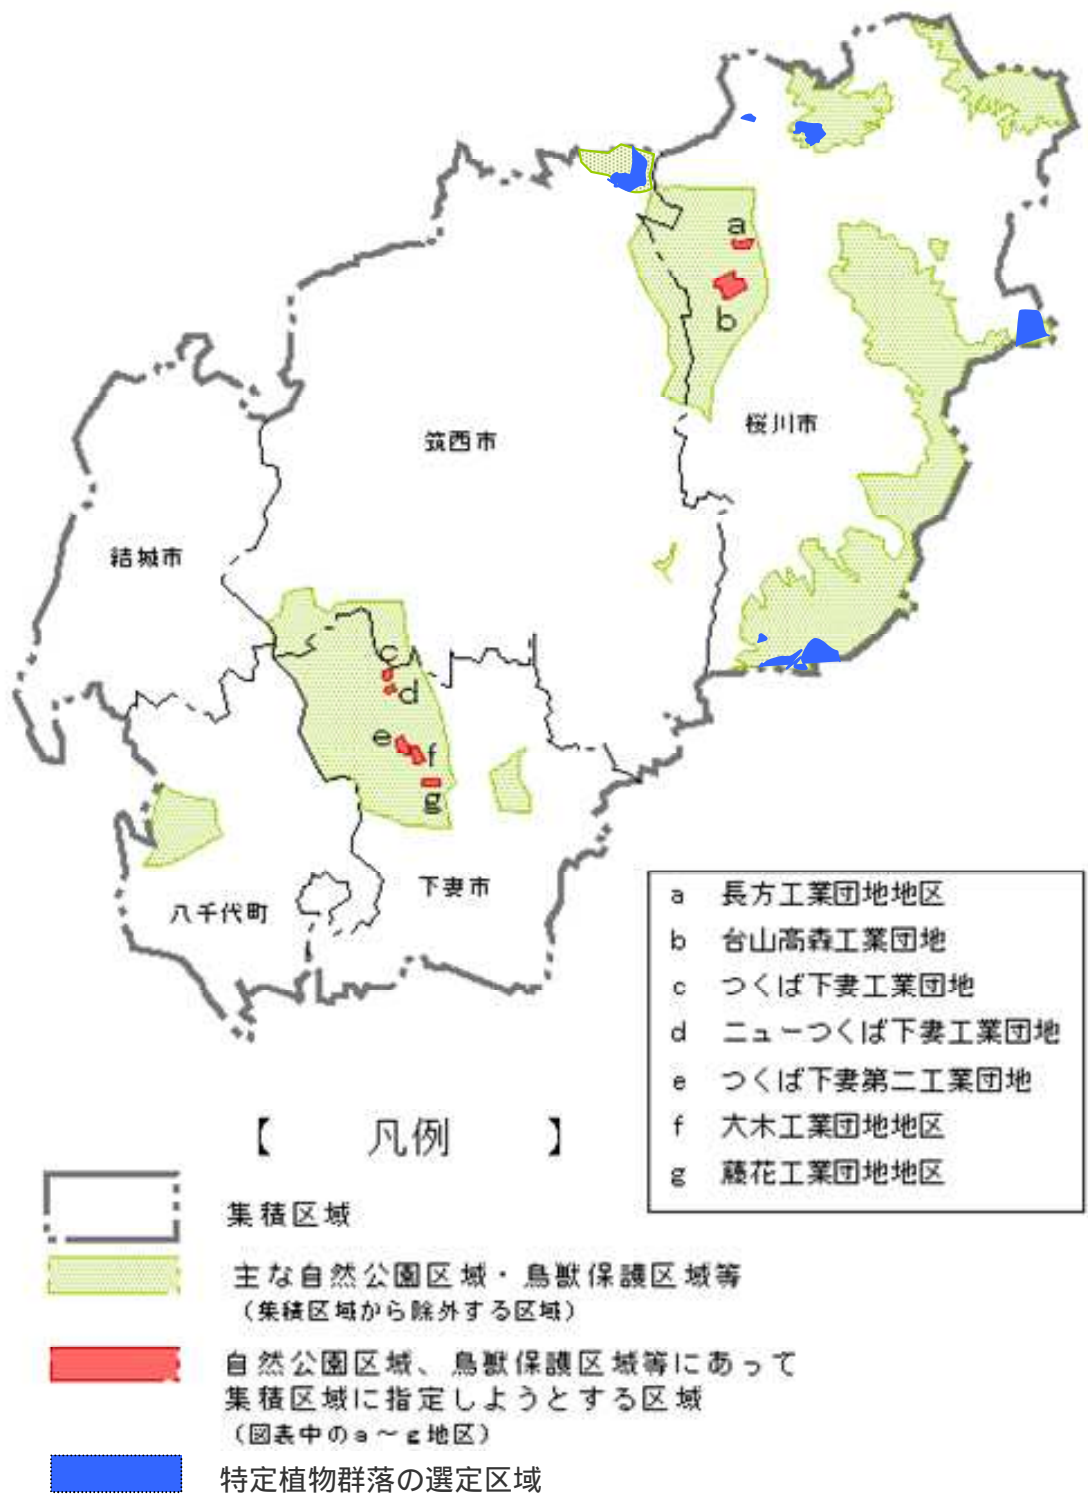 a
b
桜川市
筑西市
結城市
c
d
e
f
g
下妻市
八千代町
a 長方工業団地地区
b 台山高森工業団地
c つくば下妻工業団地
d ニューつくば下妻工業団地
e つくば下妻第二工業団地
f 大木工業団地地区
g 藤花工業団地地区
【 凡例 】
集積区域
主な自然公園区域・鳥獣保護区域等
（集積区域から除外する区域）
自然公園区域、鳥獣保護区域等にあって
集積区域に指定しようとする区域
（図表中のa～g地区）
特定植物群落の選定区域